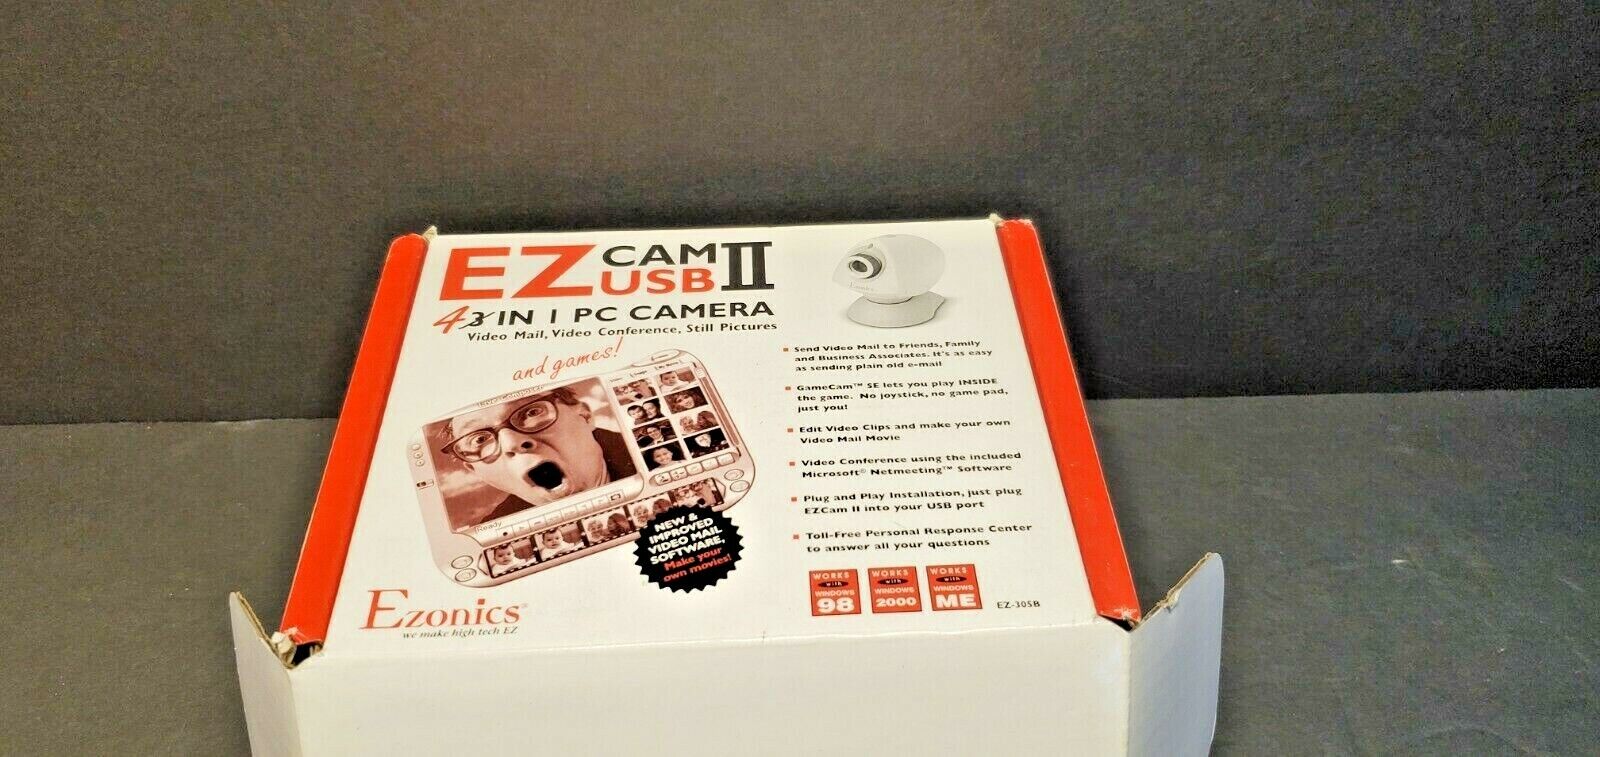 EZ CAM II
USB
4 3 IN 1 PC CAMERA
Video Mail, Video Conference, Still Pictures
and games!
Ezonics
Send Video Mail to Friends, Family
and Business Associates. It's as easy
as sending plain old e-mail
GameCam™ SE lets you play INSIDE
the game. No joystick, no game pad,
just you!
Edit Video Clips and make your own
Video Mail Movie
Video Conference using the included
Microsoft® Netmeeting™ Software
Plug and Play Installation, just plug
EZCam II into your USB port
Toll-Free Personal Response Center
to answer all your questions
Ready
NEW &
IMPROVED
VIDEO MAIL
SOFTWARE,
Make your
own movies!
Ezonics®
we make high tech EZ
WORKS
with
WINDOWS
98
WORKS
with
WINDOWS
2000
WORKS
with
WINDOWS
ME
EZ-305B